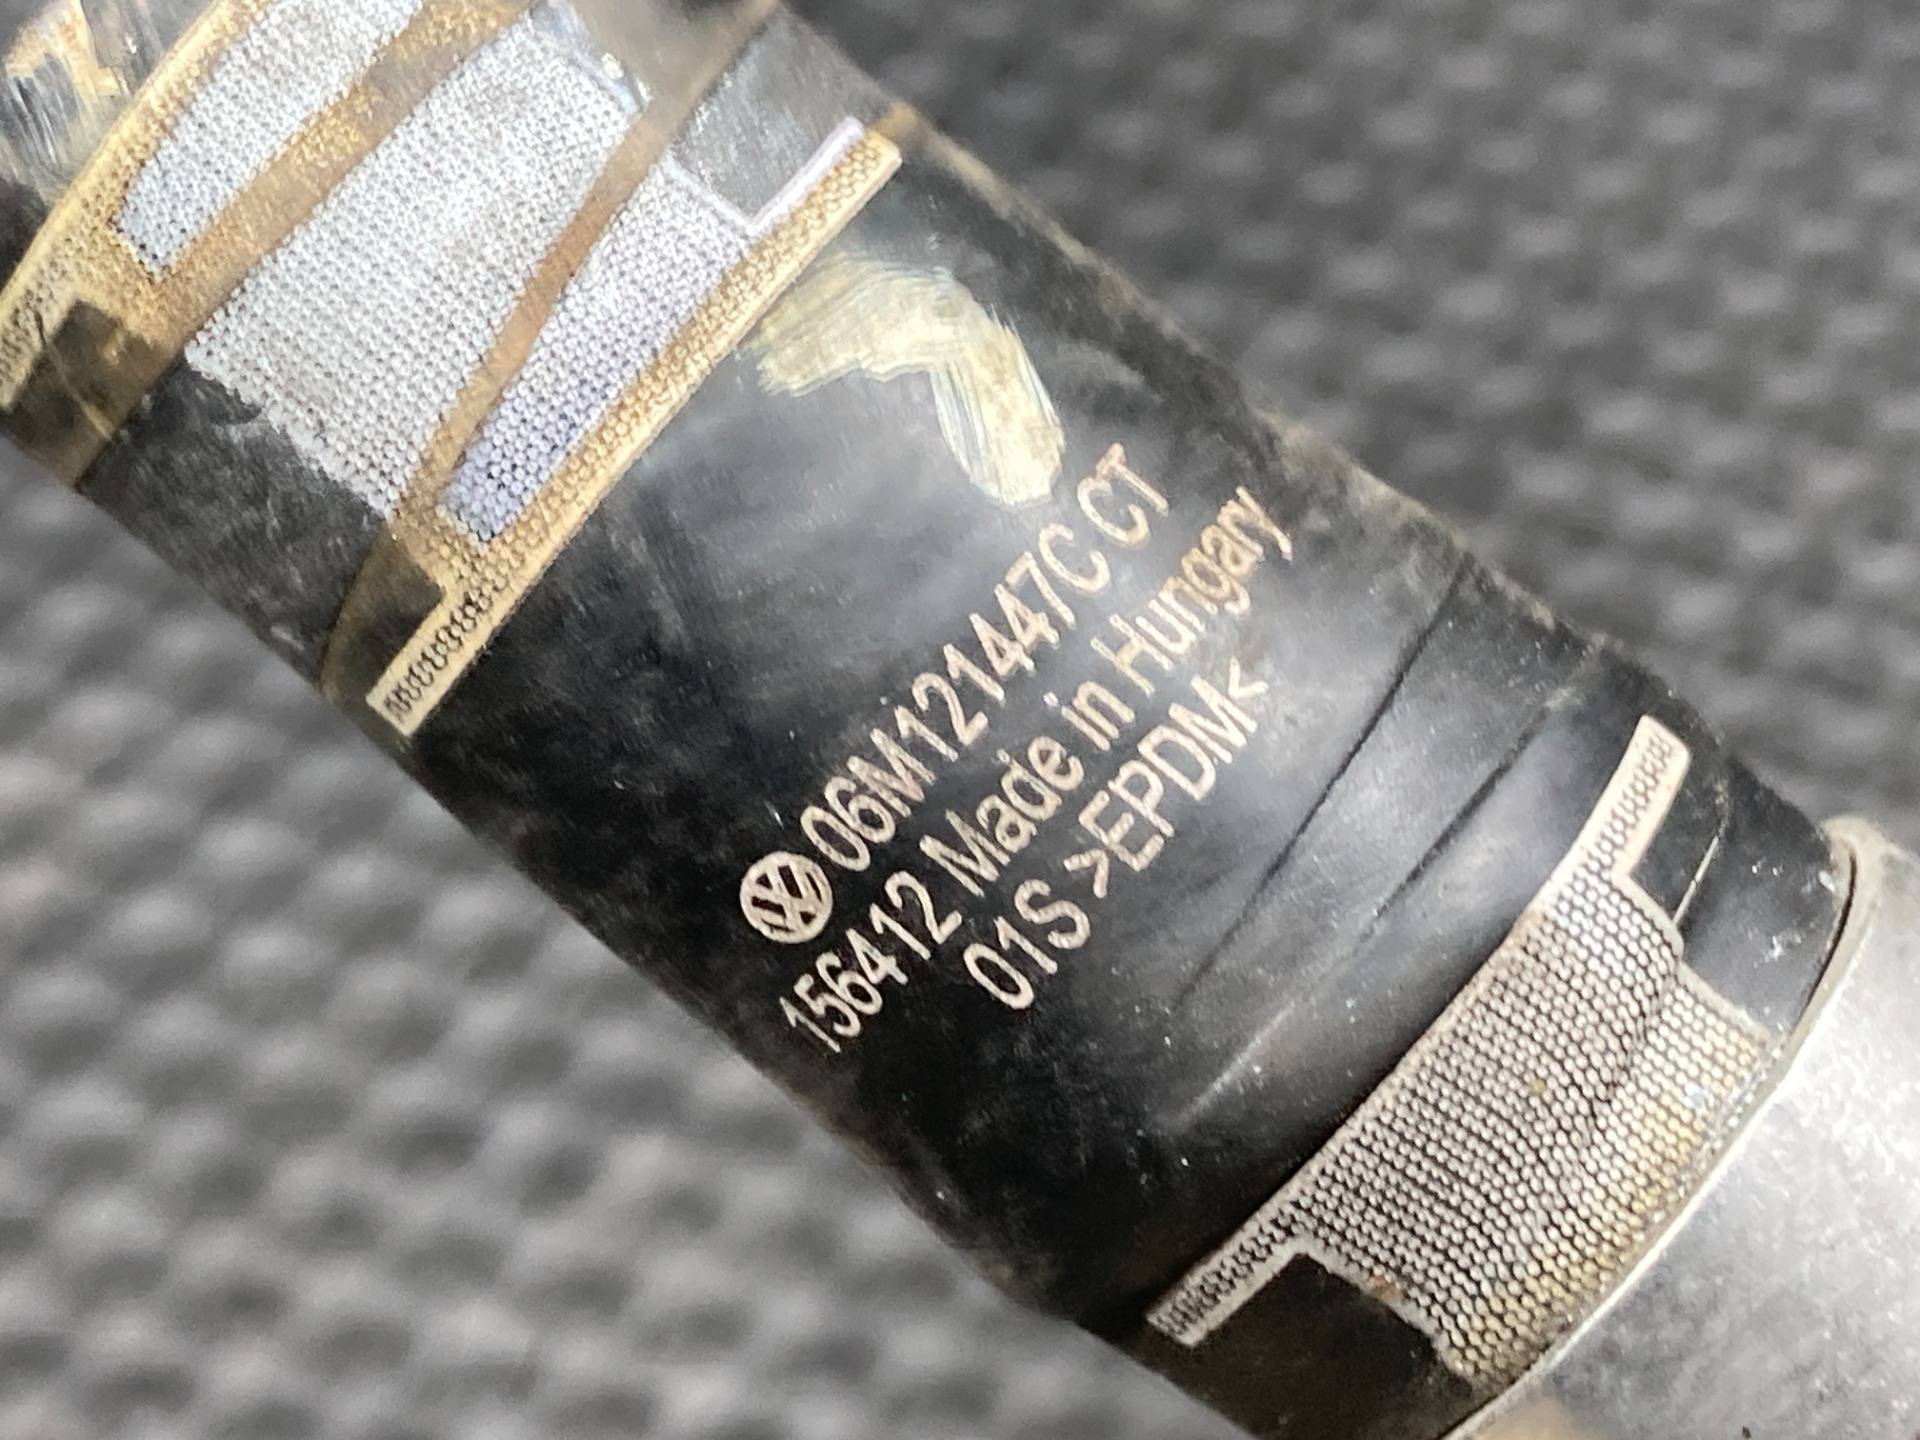 06M121447C CT
156412 Made in Hungary
01S >EPDM<